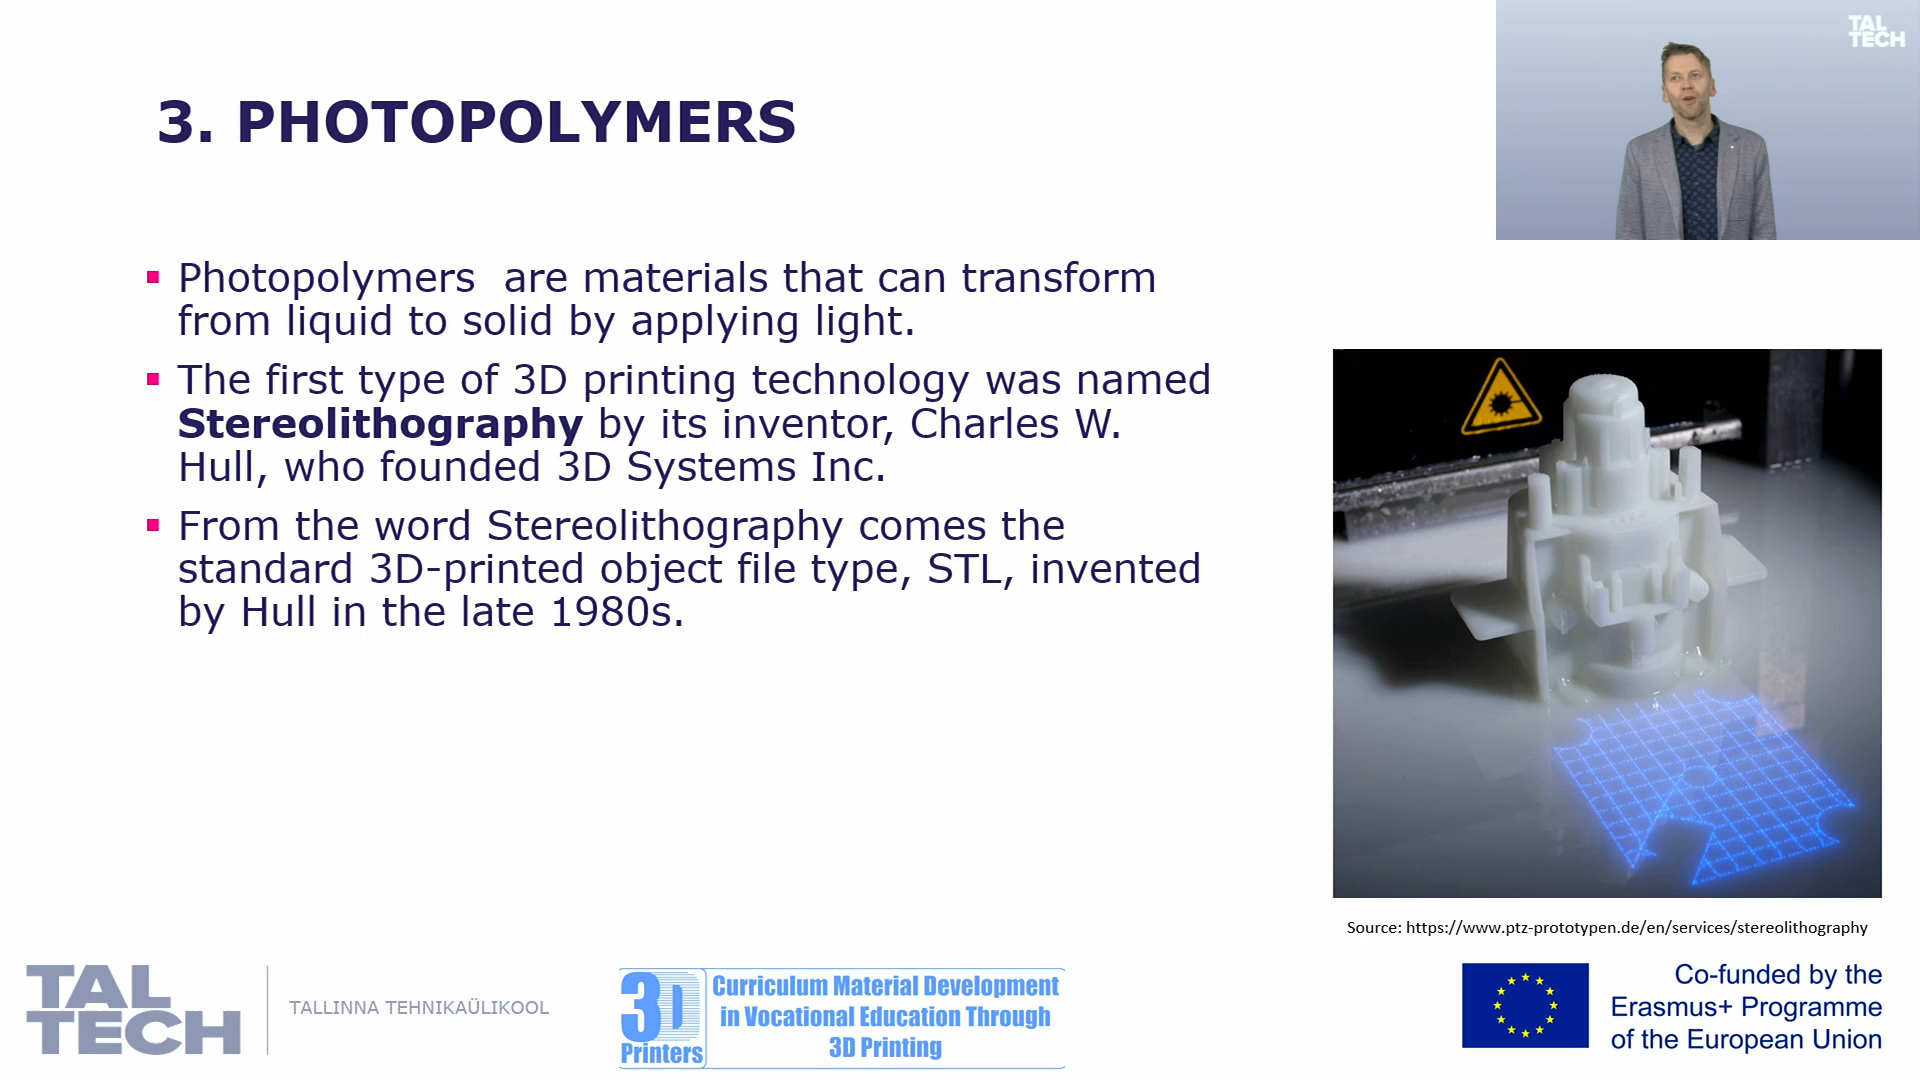 TAL
TECH
3. PHOTOPOLYMERS
▪ Photopolymers  are materials that can transform
from liquid to solid by applying light.
▪ The first type of 3D printing technology was named
Stereolithography by its inventor, Charles W.
Hull, who founded 3D Systems Inc.
▪ From the word Stereolithography comes the
standard 3D-printed object file type, STL, invented
by Hull in the late 1980s.
Source: https://www.ptz-prototypen.de/en/services/stereolithography
TAL
TECH
TALLINNA TEHNIKAÜLIKOOL
3D
Printers
Curriculum Material Development
in Vocational Education Through
3D Printing
Co-funded by the
Erasmus+ Programme
of the European Union